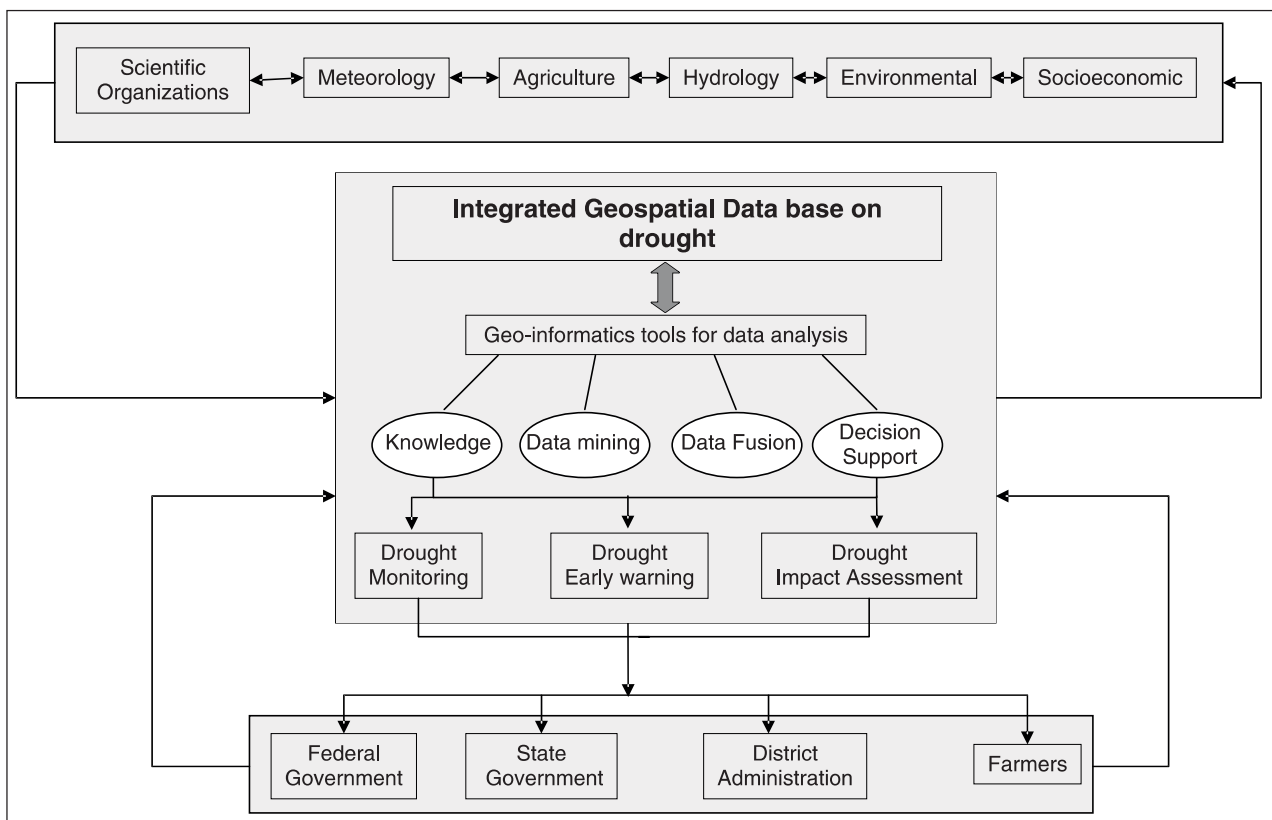 Scientific
Organizations
Meteorology
Agriculture
Hydrology
Environmental
Socioeconomic
Integrated Geospatial Data base on
drought
Geo-informatics tools for data analysis
Knowledge
Data mining
Data Fusion
Decision
Support
Drought
Monitoring
Drought
Early warning
Drought
Impact Assessment
Federal
Government
State
Government
District
Administration
Farmers